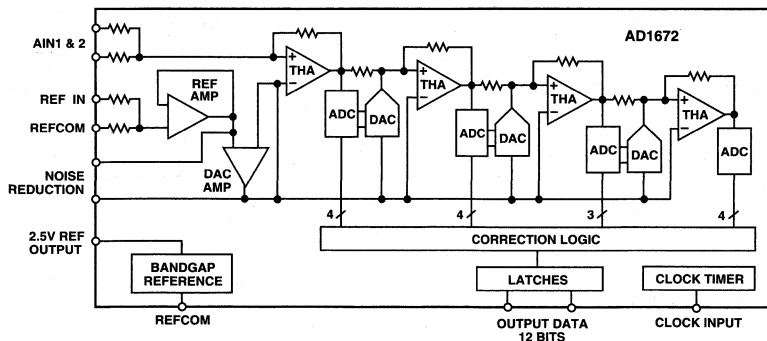 AD1672
AIN1 & 2
REF IN
REFCOM
NOISE
REDUCTION
2.5V REF
OUTPUT
REF
AMP
DAC
AMP
+
THA
−
ADC
DAC
+
THA
−
ADC
DAC
+
THA
−
ADC
DAC
+
THA
−
ADC
4
4
3
4
CORRECTION LOGIC
BANDGAP
REFERENCE
LATCHES
CLOCK TIMER
REFCOM
OUTPUT DATA
12 BITS
CLOCK INPUT